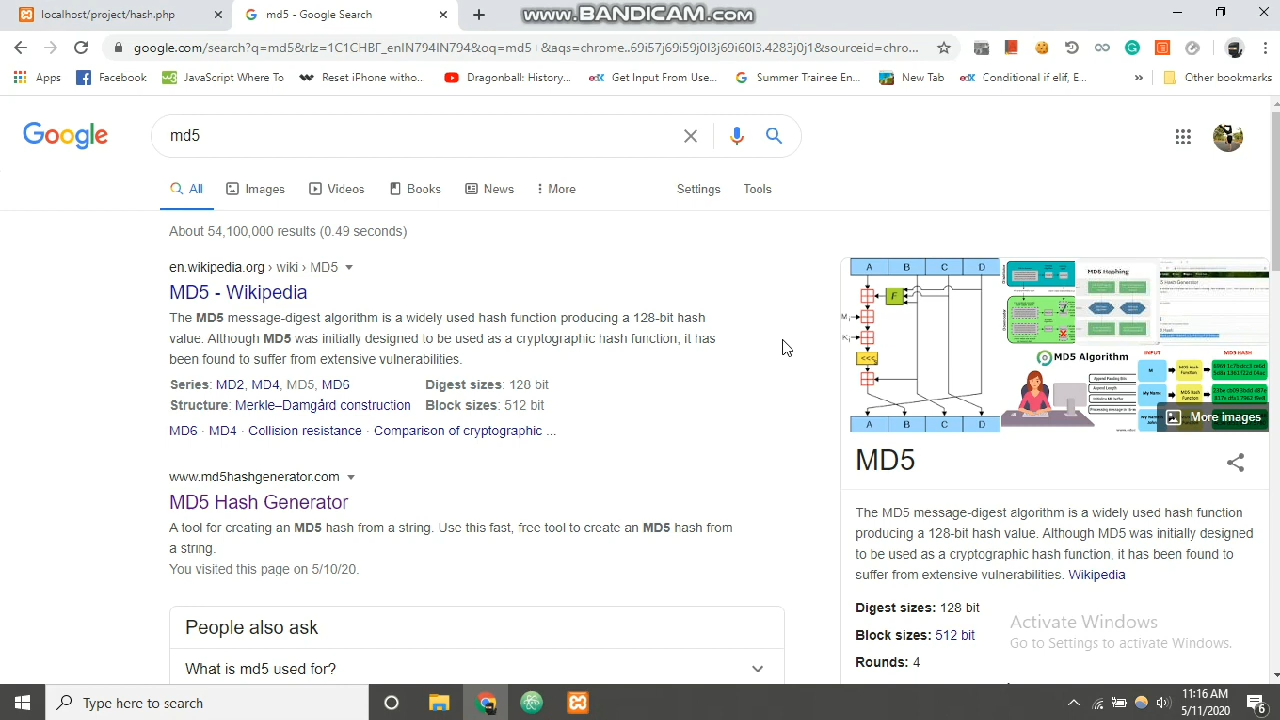 localhost/project/hash.php
md5 - Google Search
www.BANDICAM.com
Apps
Facebook
JavaScript Where To
Reset iPhone witho...
Dragonball: History...
Get Input From Use...
Summer Trainee En...
New Tab
Conditional if elif, E...
»
Other bookmarks
Google
md5
All
Images
Videos
Books
News
More
Settings
Tools
About 54,100,000 results (0.49 seconds)
en.wikipedia.org › wiki › MD5
MD5 - Wikipedia
The MD5 message-digest algorithm is a widely used hash function producing a 128-bit hash
value. Although MD5 was initially designed to be used as a cryptographic hash function, it has
been found to suffer from extensive vulnerabilities.
Series: MD2, MD4, MD5, MD6
Digest sizes: 128 bit
Structure: Merkle–Damgård construction
Block sizes: 512 bit
MD6 · MD4 · Collision resistance · Comparison of cryptographic ...
www.md5hashgenerator.com
MD5 Hash Generator
A tool for creating an MD5 hash from a string. Use this fast, free tool to create an MD5 hash from
a string.
You visited this page on 5/10/20.
People also ask
What is md5 used for?
A C D
F
<<<
A B C D
MD5 Hashing
MD5 Algorithm
INPUT
MD5 HASH
My Name
More images
MD5
The MD5 message-digest algorithm is a widely used hash function
producing a 128-bit hash value. Although MD5 was initially designed
to be used as a cryptographic hash function, it has been found to
suffer from extensive vulnerabilities. Wikipedia
Digest sizes: 128 bit
Block sizes: 512 bit
Rounds: 4
Activate Windows
Go to Settings to activate Windows.
Type here to search
11:16 AM
5/11/2020
6